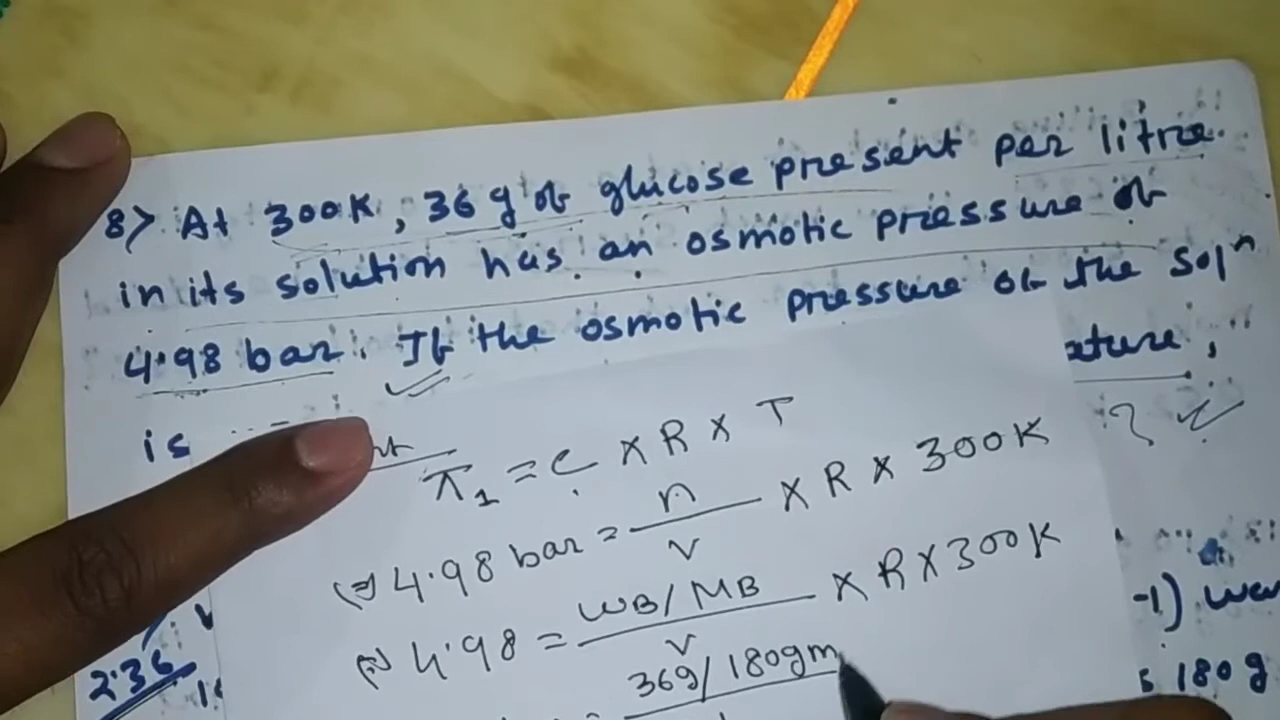 8> At 300K, 36 g of glucose present per litre
in its solution has an osmotic pressure of
4.98 bar. If the osmotic pressure of the solⁿ
is
ature, ?
π₁ = C × R × T
4.98 bar = n/V × R × 300K
4.98 = WB/MB/V × R × 300K
36g/180gm
=
-1) wer
2.36
s 180 g